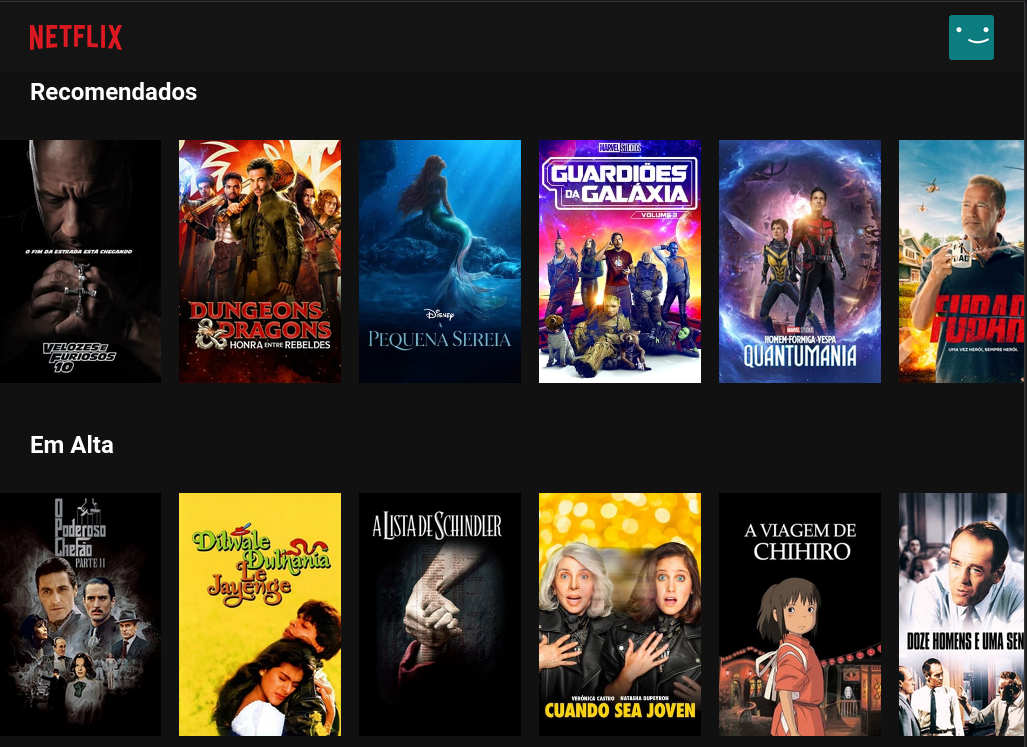 NETFLIX
Recomendados
O FIM DA ESTRADA ESTÁ CHEGANDO
VELOZES E
FURIOSOS
10
DUNGEONS
& DRAGONS
HONRA ENTRE REBELDES
DISNEY
A
PEQUENA SEREIA
MARVEL STUDIOS
GUARDIÕES
DA GALÁXIA
VOLUME 3
MARVEL STUDIOS
HOMEM-FORMIGA E VESPA
QUANTUMANIA
DAD
FUBAR
UMA VEZ HERÓI, SEMPRE HERÓI.
Em Alta
O
Poderoso
Chefão
PARTE II
Dilwale
Dulhania
Le
Jayenge
A LISTA DE SCHINDLER
VERÓNICA CASTRO NATASHA DUPEYRON
CUANDO SEA JOVEN
A VIAGEM DE
CHIHIRO
DOZE HOMENS E UMA SEN